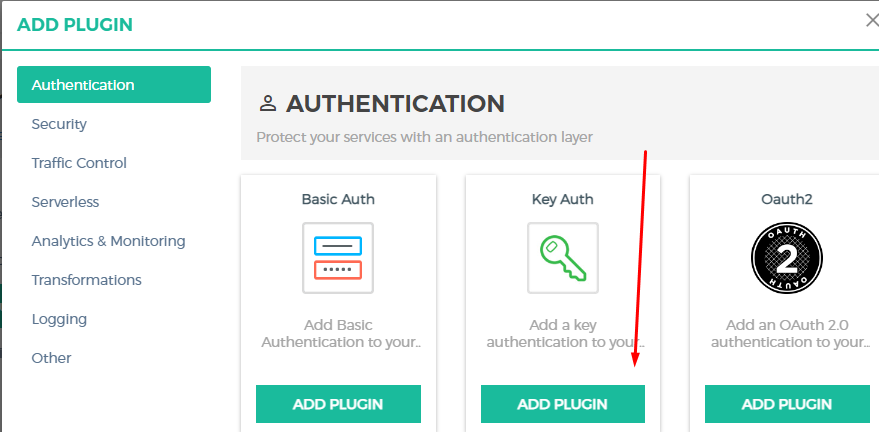 ADD PLUGIN
Authentication
Security
Traffic Control
Serverless
Analytics & Monitoring
Transformations
Logging
Other
AUTHENTICATION
Protect your services with an authentication layer
Basic Auth
Add Basic
Authentication to your..
ADD PLUGIN
Key Auth
Add a key
authentication to your..
ADD PLUGIN
Oauth2
OAUTH
2
OAUTH
Add an OAuth 2.0
authentication to your..
ADD PLUGIN